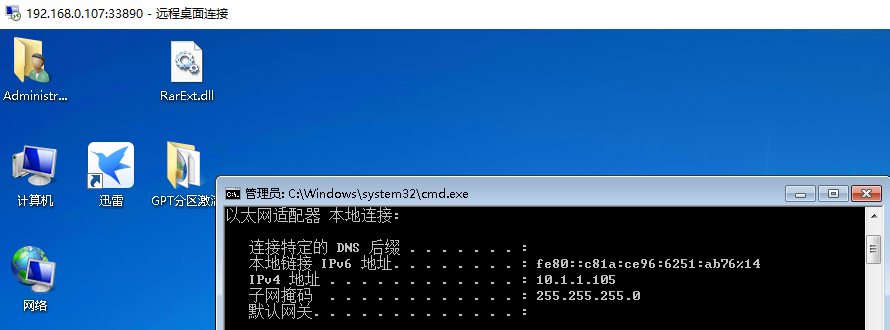 192.168.0.107:33890 - 远程桌面连接
Administr...
RarExt.dll
计算机
迅雷
GPT分区激
管理员: C:\Windows\system32\cmd.exe
C:\.
以太网适配器 本地连接:
连接特定的 DNS 后缀 . . . . . . . :
本地链接 IPv6 地址. . . . . . . . : fe80::c81a:ce96:6251:ab76%14
IPv4 地址 . . . . . . . . . . . . : 10.1.1.105
子网掩码 . . . . . . . . . . . . : 255.255.255.0
默认网关. . . . . . . . . . . . . :
网络